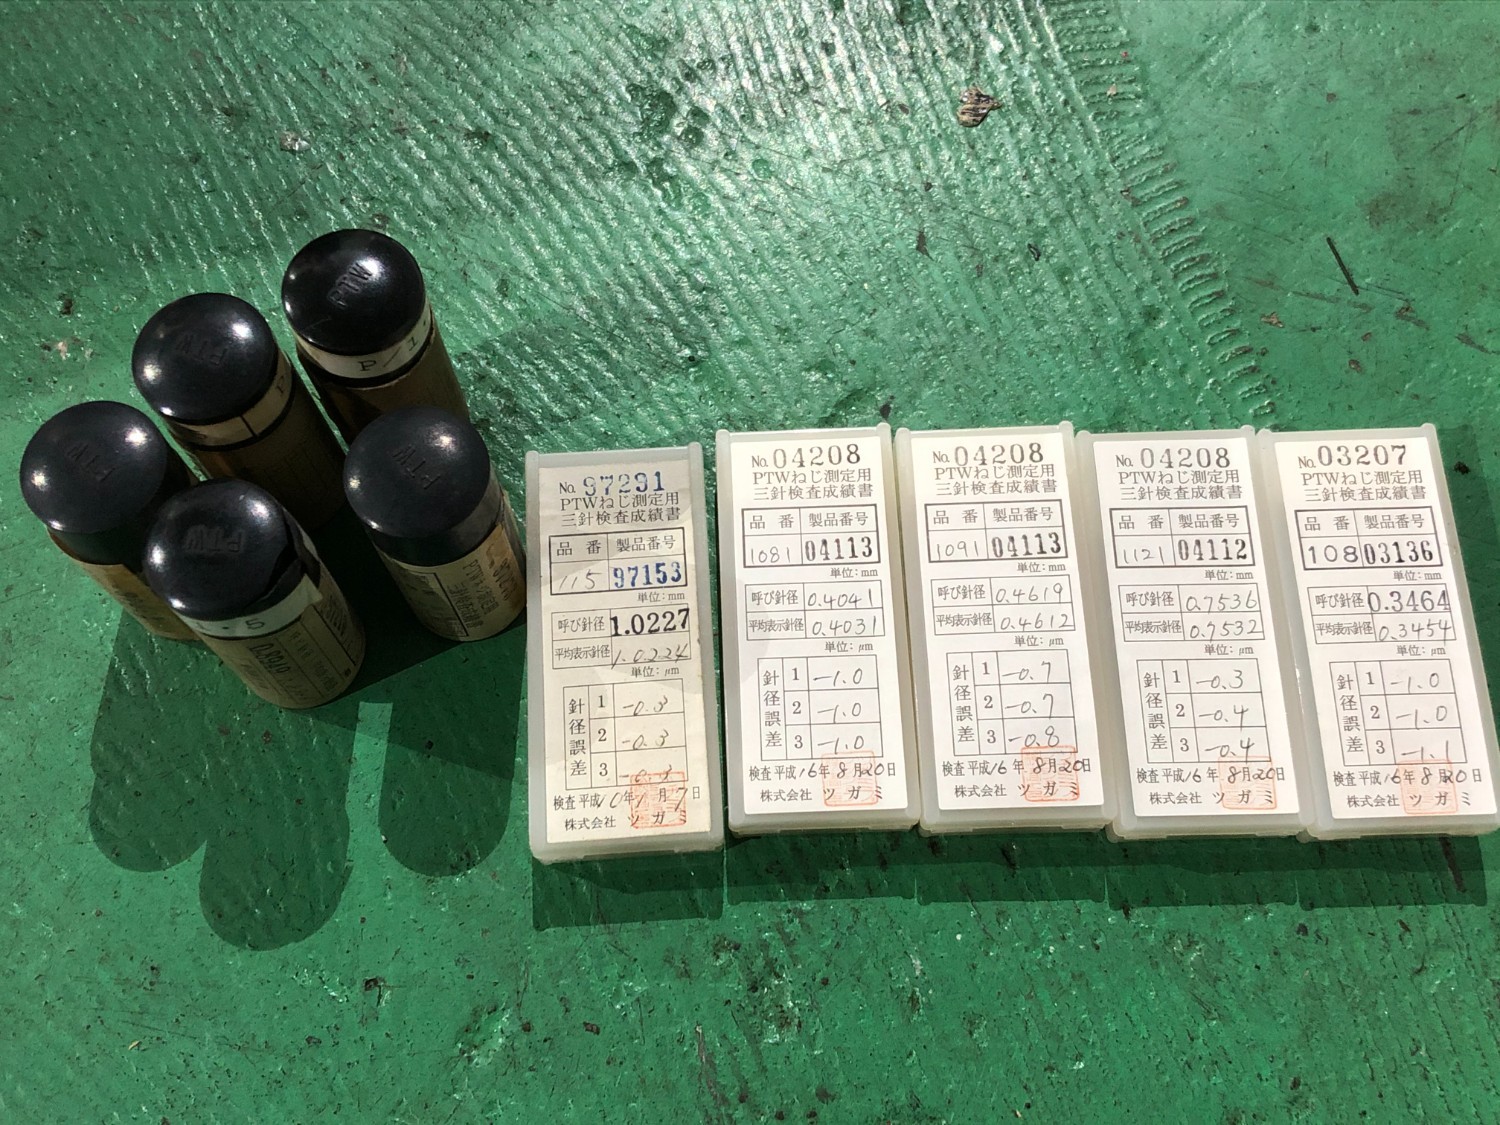 PTW
PTW
PTW
PTW
PTW
P/1.
No. 97291
PTWねじ測定用
三針検査成績書
品番 製品番号
115 97153
単位:mm
呼び針径 1.0227
平均表示針径 1.0224
単位:μm
針径誤差
1 -0.3
2 -0.3
3 -0.3
検査 平成10年1月7日
株式会社 ツガミ
No. 04208
PTWねじ測定用
三針検査成績書
品番 製品番号
1081 04113
単位:mm
呼び針径 0.4041
平均表示針径 0.4031
単位:μm
針径誤差
1 -1.0
2 -1.0
3 -1.0
検査 平成16年8月20日
株式会社 ツガミ
No. 04208
PTWねじ測定用
三針検査成績書
品番 製品番号
1091 04113
単位:mm
呼び針径 0.4619
平均表示針径 0.4612
単位:μm
針径誤差
1 -0.7
2 -0.7
3 -0.8
検査 平成16年8月20日
株式会社 ツガミ
No. 04208
PTWねじ測定用
三針検査成績書
品番 製品番号
1121 04112
単位:mm
呼び針径 0.7536
平均表示針径 0.7532
単位:μm
針径誤差
1 -0.3
2 -0.4
3 -0.4
検査 平成16年8月20日
株式会社 ツガミ
No. 03207
PTWねじ測定用
三針検査成績書
品番 製品番号
108 03136
単位:mm
呼び針径 0.3464
平均表示針径 0.3454
単位:μm
針径誤差
1 -1.0
2 -1.0
3 -1.1
検査 平成16年8月20日
株式会社 ツガミ